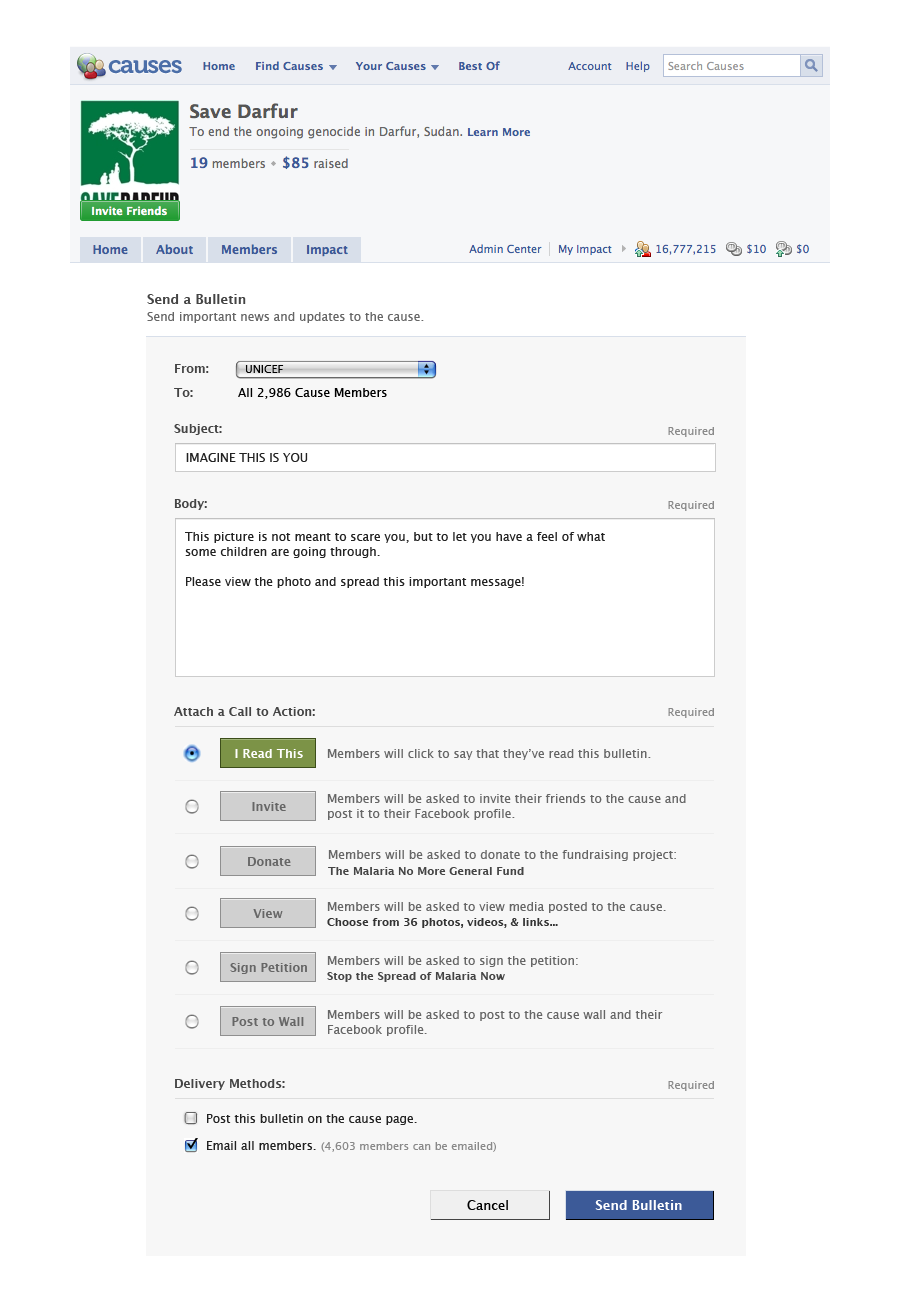 causes Home Find Causes Your Causes Best Of Account Help Search Causes
Save Darfur
To end the ongoing genocide in Darfur, Sudan. Learn More
19 members • $85 raised
SAVEDARFUR
Invite Friends
Home About Members Impact Admin Center My Impact 16,777,215 $10 $0
Send a Bulletin
Send important news and updates to the cause.
From: UNICEF
To: All 2,986 Cause Members
Subject: Required
IMAGINE THIS IS YOU
Body: Required
This picture is not meant to scare you, but to let you have a feel of what
some children are going through.
Please view the photo and spread this important message!
Attach a Call to Action: Required
I Read This Members will click to say that they’ve read this bulletin.
Invite Members will be asked to invite their friends to the cause and
post it to their Facebook profile.
Donate Members will be asked to donate to the fundraising project:
The Malaria No More General Fund
View Members will be asked to view media posted to the cause.
Choose from 36 photos, videos, & links...
Sign Petition Members will be asked to sign the petition:
Stop the Spread of Malaria Now
Post to Wall Members will be asked to post to the cause wall and their
Facebook profile.
Delivery Methods: Required
Post this bulletin on the cause page.
Email all members. (4,603 members can be emailed)
Cancel Send Bulletin